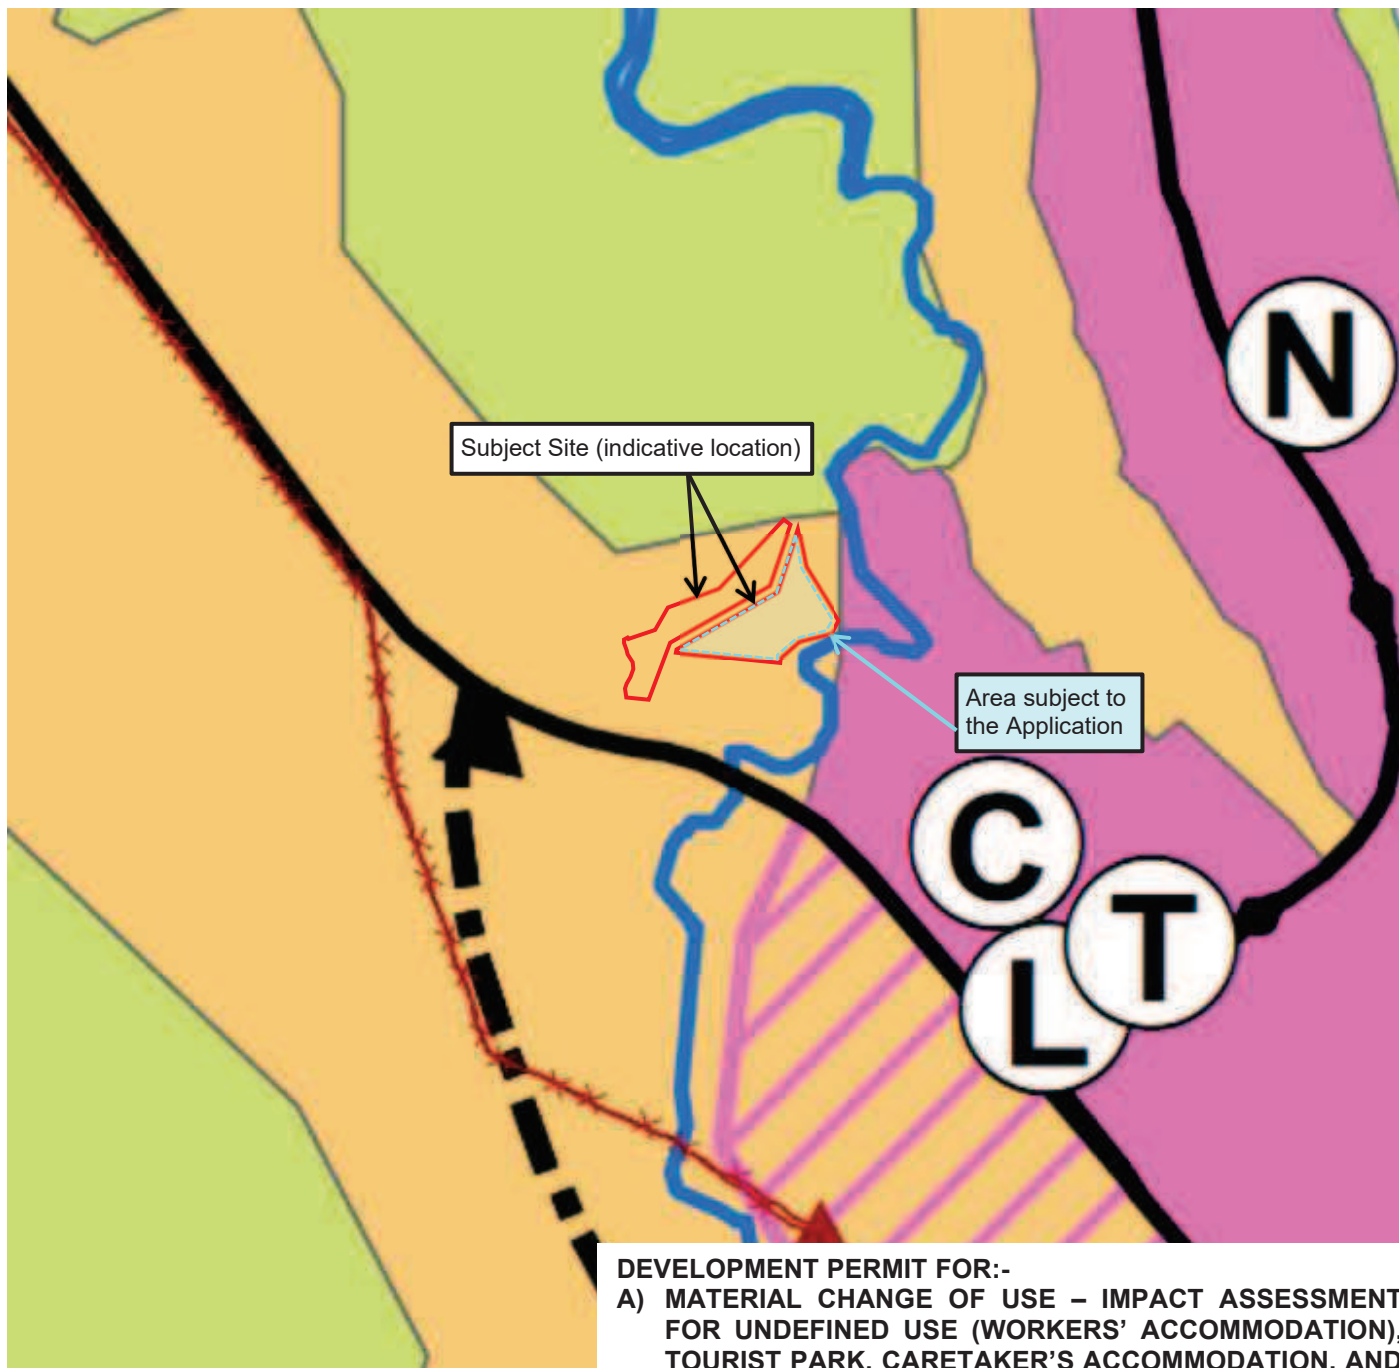 N
Subject Site (indicative location)
Area subject to
the Application
C
T
L
DEVELOPMENT PERMIT FOR:-
A) MATERIAL CHANGE OF USE – IMPACT ASSESSMENT
FOR UNDEFINED USE (WORKERS' ACCOMMODATION),
TOURIST PARK, CARETAKER'S ACCOMMODATION, AND